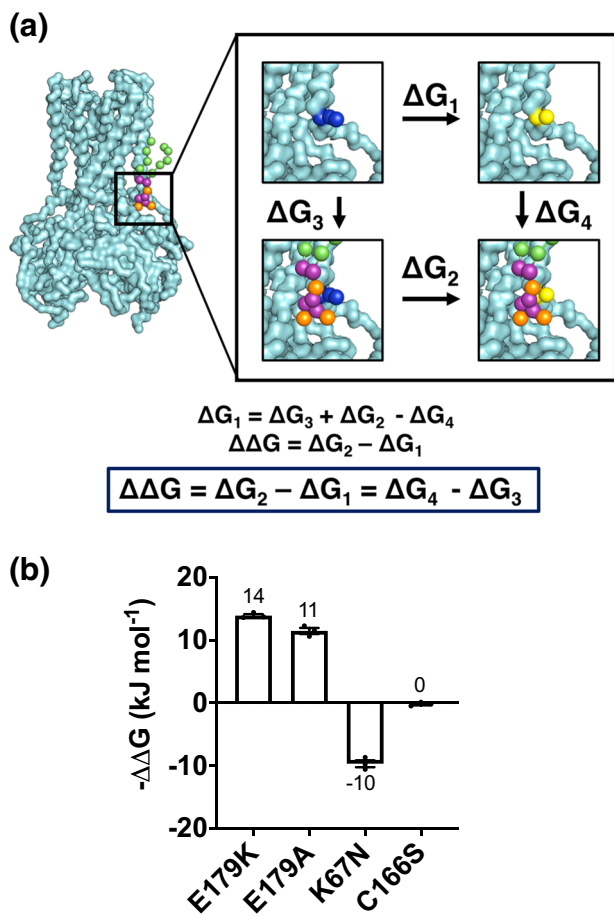 (a)
ΔG₁
ΔG₃
ΔG₄
ΔG₂
ΔG₁ = ΔG₃ + ΔG₂ - ΔG₄
ΔΔG = ΔG₂ – ΔG₁
ΔΔG = ΔG₂ – ΔG₁ = ΔG₄ - ΔG₃
(b)
-ΔΔG (kJ mol⁻¹)
20
10
0
-10
-20
14
11
-10
0
E179K
E179A
K67N
C166S